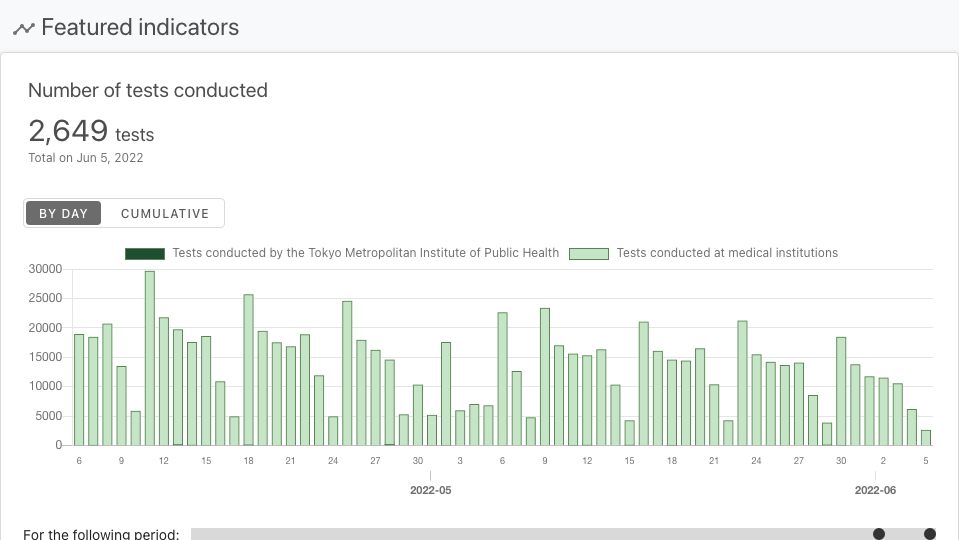 Featured indicators
Number of tests conducted
2,649 tests
Total on Jun 5, 2022
BY DAY CUMULATIVE
Tests conducted by the Tokyo Metropolitan Institute of Public Health Tests conducted at medical institutions
30000
25000
20000
15000
10000
5000
0
6 9 12 15 18 21 24 27 30 3 6 9 12 15 18 21 24 27 30 2 5
2022-05 2022-06
For the following period: